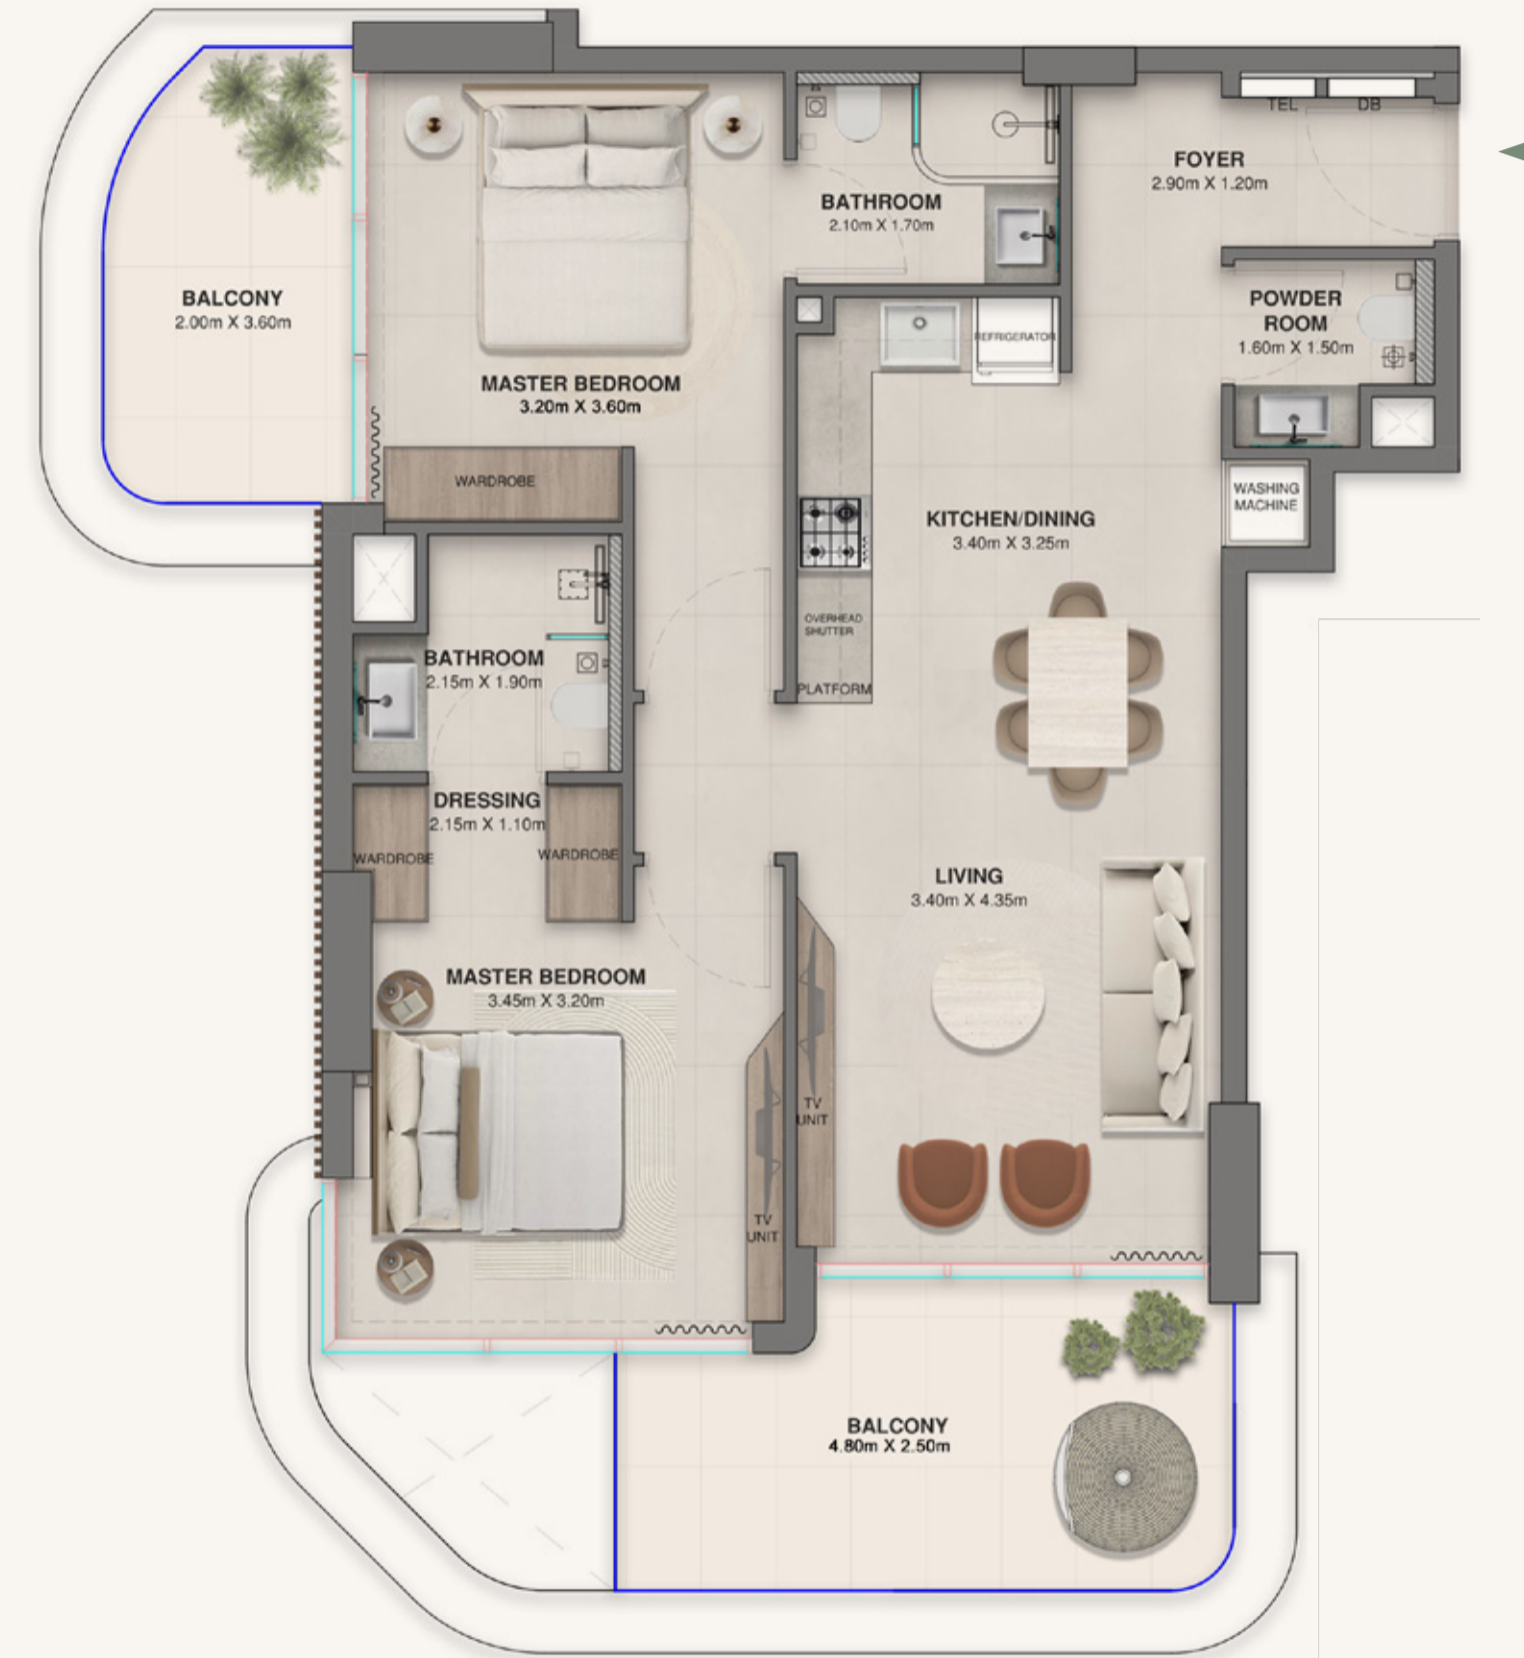 TEL
DB
FOYER
2.90m X 1.20m
BATHROOM
2.10m X 1.70m
BALCONY
2.00m X 3.60m
POWDER
ROOM
1.60m X 1.50m
REFRIGERATOR
MASTER BEDROOM
3.20m X 3.60m
WARDROBE
WASHING
MACHINE
KITCHEN/DINING
3.40m X 3.25m
OVERHEAD
SHUTTER
PLATFORM
BATHROOM
2.15m X 1.90m
DRESSING
2.15m X 1.10m
WARDROBE
WARDROBE
LIVING
3.40m X 4.35m
MASTER BEDROOM
3.45m X 3.20m
TV
UNIT
TV
UNIT
BALCONY
4.80m X 2.50m